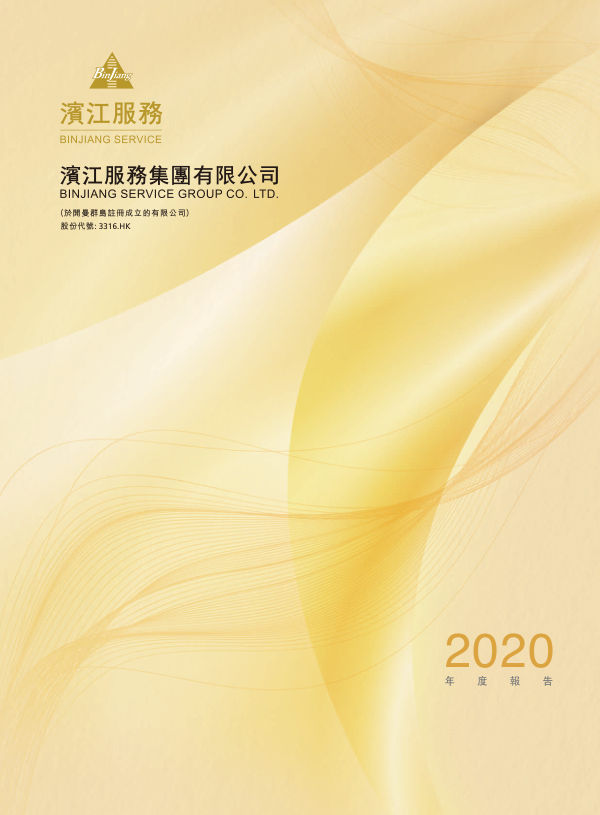 BinJiang
濱江服務
BINJIANG SERVICE
濱江服務集團有限公司
BINJIANG SERVICE GROUP CO. LTD.
(於開曼群島註冊成立的有限公司)
股份代號: 3316.HK
2020
年度報告